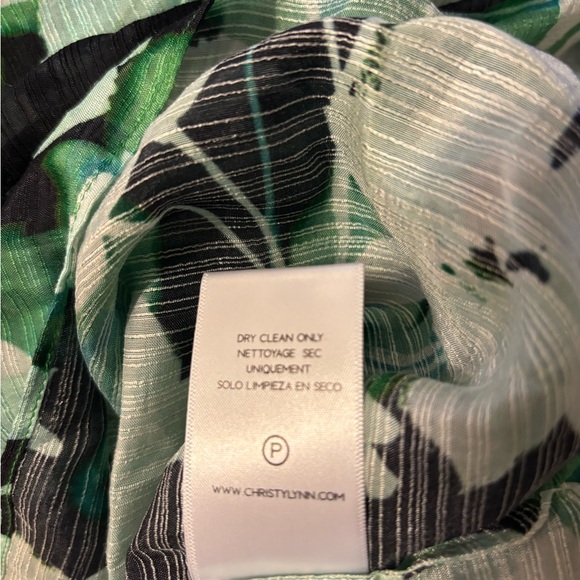 DRY CLEAN ONLY
NETTOYAGE SEC
UNIQUEMENT
SOLO LIMPIEZA EN SECO
P
WWW.CHRISTYLYNN.COM